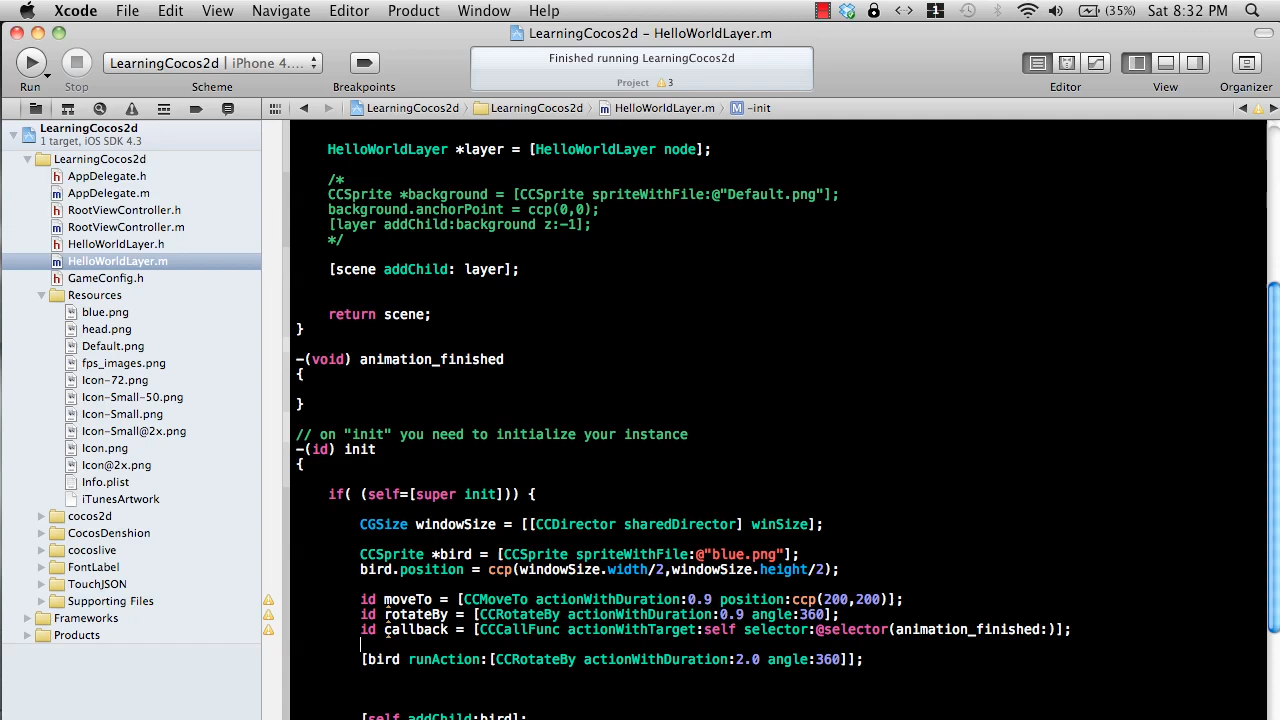 Xcode File Edit View Navigate Editor Product Window Help 1 (35%) Sat 8:32 PM
LearningCocos2d – HelloWorldLayer.m
Run Stop
LearningCocos2d | iPhone 4....
Scheme
Breakpoints
Finished running LearningCocos2d
Project 3
Editor View Organizer
LearningCocos2d LearningCocos2d HelloWorldLayer.m -init
LearningCocos2d
1 target, iOS SDK 4.3
LearningCocos2d
AppDelegate.h
AppDelegate.m
RootViewController.h
RootViewController.m
HelloWorldLayer.h
HelloWorldLayer.m
GameConfig.h
Resources
blue.png
head.png
Default.png
fps_images.png
Icon-72.png
Icon-Small-50.png
Icon-Small.png
Icon-Small@2x.png
Icon.png
Icon@2x.png
Info.plist
iTunesArtwork
cocos2d
CocosDenshion
cocoslive
FontLabel
TouchJSON
Supporting Files
Frameworks
Products
HelloWorldLayer *layer = [HelloWorldLayer node];
/*
CCSprite *background = [CCSprite spriteWithFile:@"Default.png"];
background.anchorPoint = ccp(0,0);
[layer addChild:background z:-1];
*/
[scene addChild: layer];
return scene;
}
-(void) animation_finished
{
}
// on "init" you need to initialize your instance
-(id) init
{
if( (self=[super init])) {
CGSize windowSize = [[CCDirector sharedDirector] winSize];
CCSprite *bird = [CCSprite spriteWithFile:@"blue.png"];
bird.position = ccp(windowSize.width/2,windowSize.height/2);
id moveTo = [CCMoveTo actionWithDuration:0.9 position:ccp(200,200)];
id rotateBy = [CCRotateBy actionWithDuration:0.9 angle:360];
id callback = [CCCallFunc actionWithTarget:self selector:@selector(animation_finished:)];
[bird runAction:[CCRotateBy actionWithDuration:2.0 angle:360]];
[self addChild:bird];